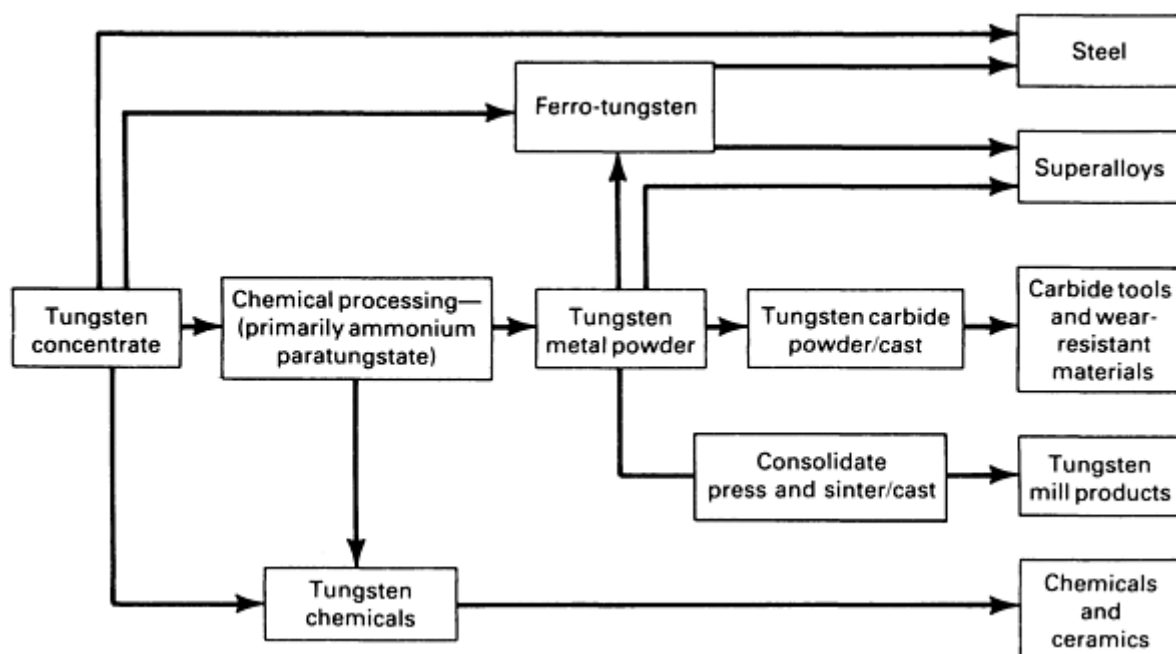 Steel
Ferro-tungsten
Superalloys
Tungsten
concentrate
Chemical processing—
(primarily ammonium
paratungstate)
Tungsten
metal powder
Tungsten carbide
powder/cast
Carbide tools
and wear-
resistant
materials
Consolidate
press and sinter/cast
Tungsten
mill products
Tungsten
chemicals
Chemicals
and
ceramics